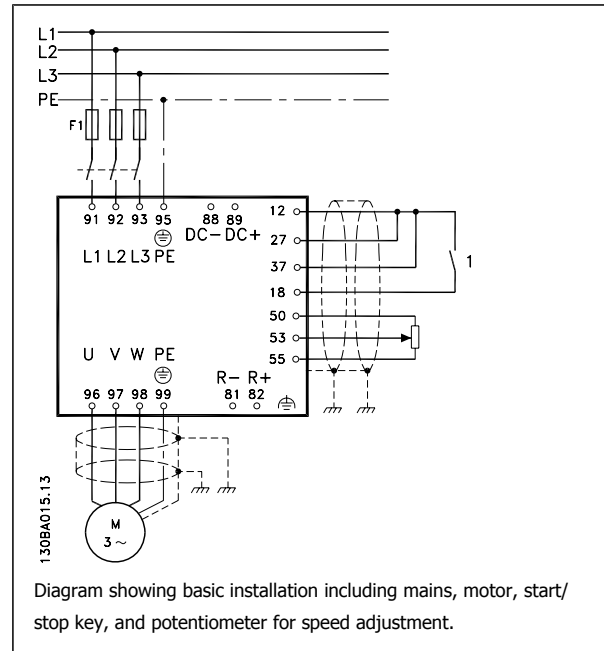 L1
L2
L3
PE
F1
91 92 93 95 88 89 12
DC- DC+
27
L1 L2 L3 PE
37
1
18
50
53
U V W PE
55
R- R+
96 97 98 99 81 82
M
3 ~
130BA015.13
Diagram showing basic installation including mains, motor, start/
stop key, and potentiometer for speed adjustment.